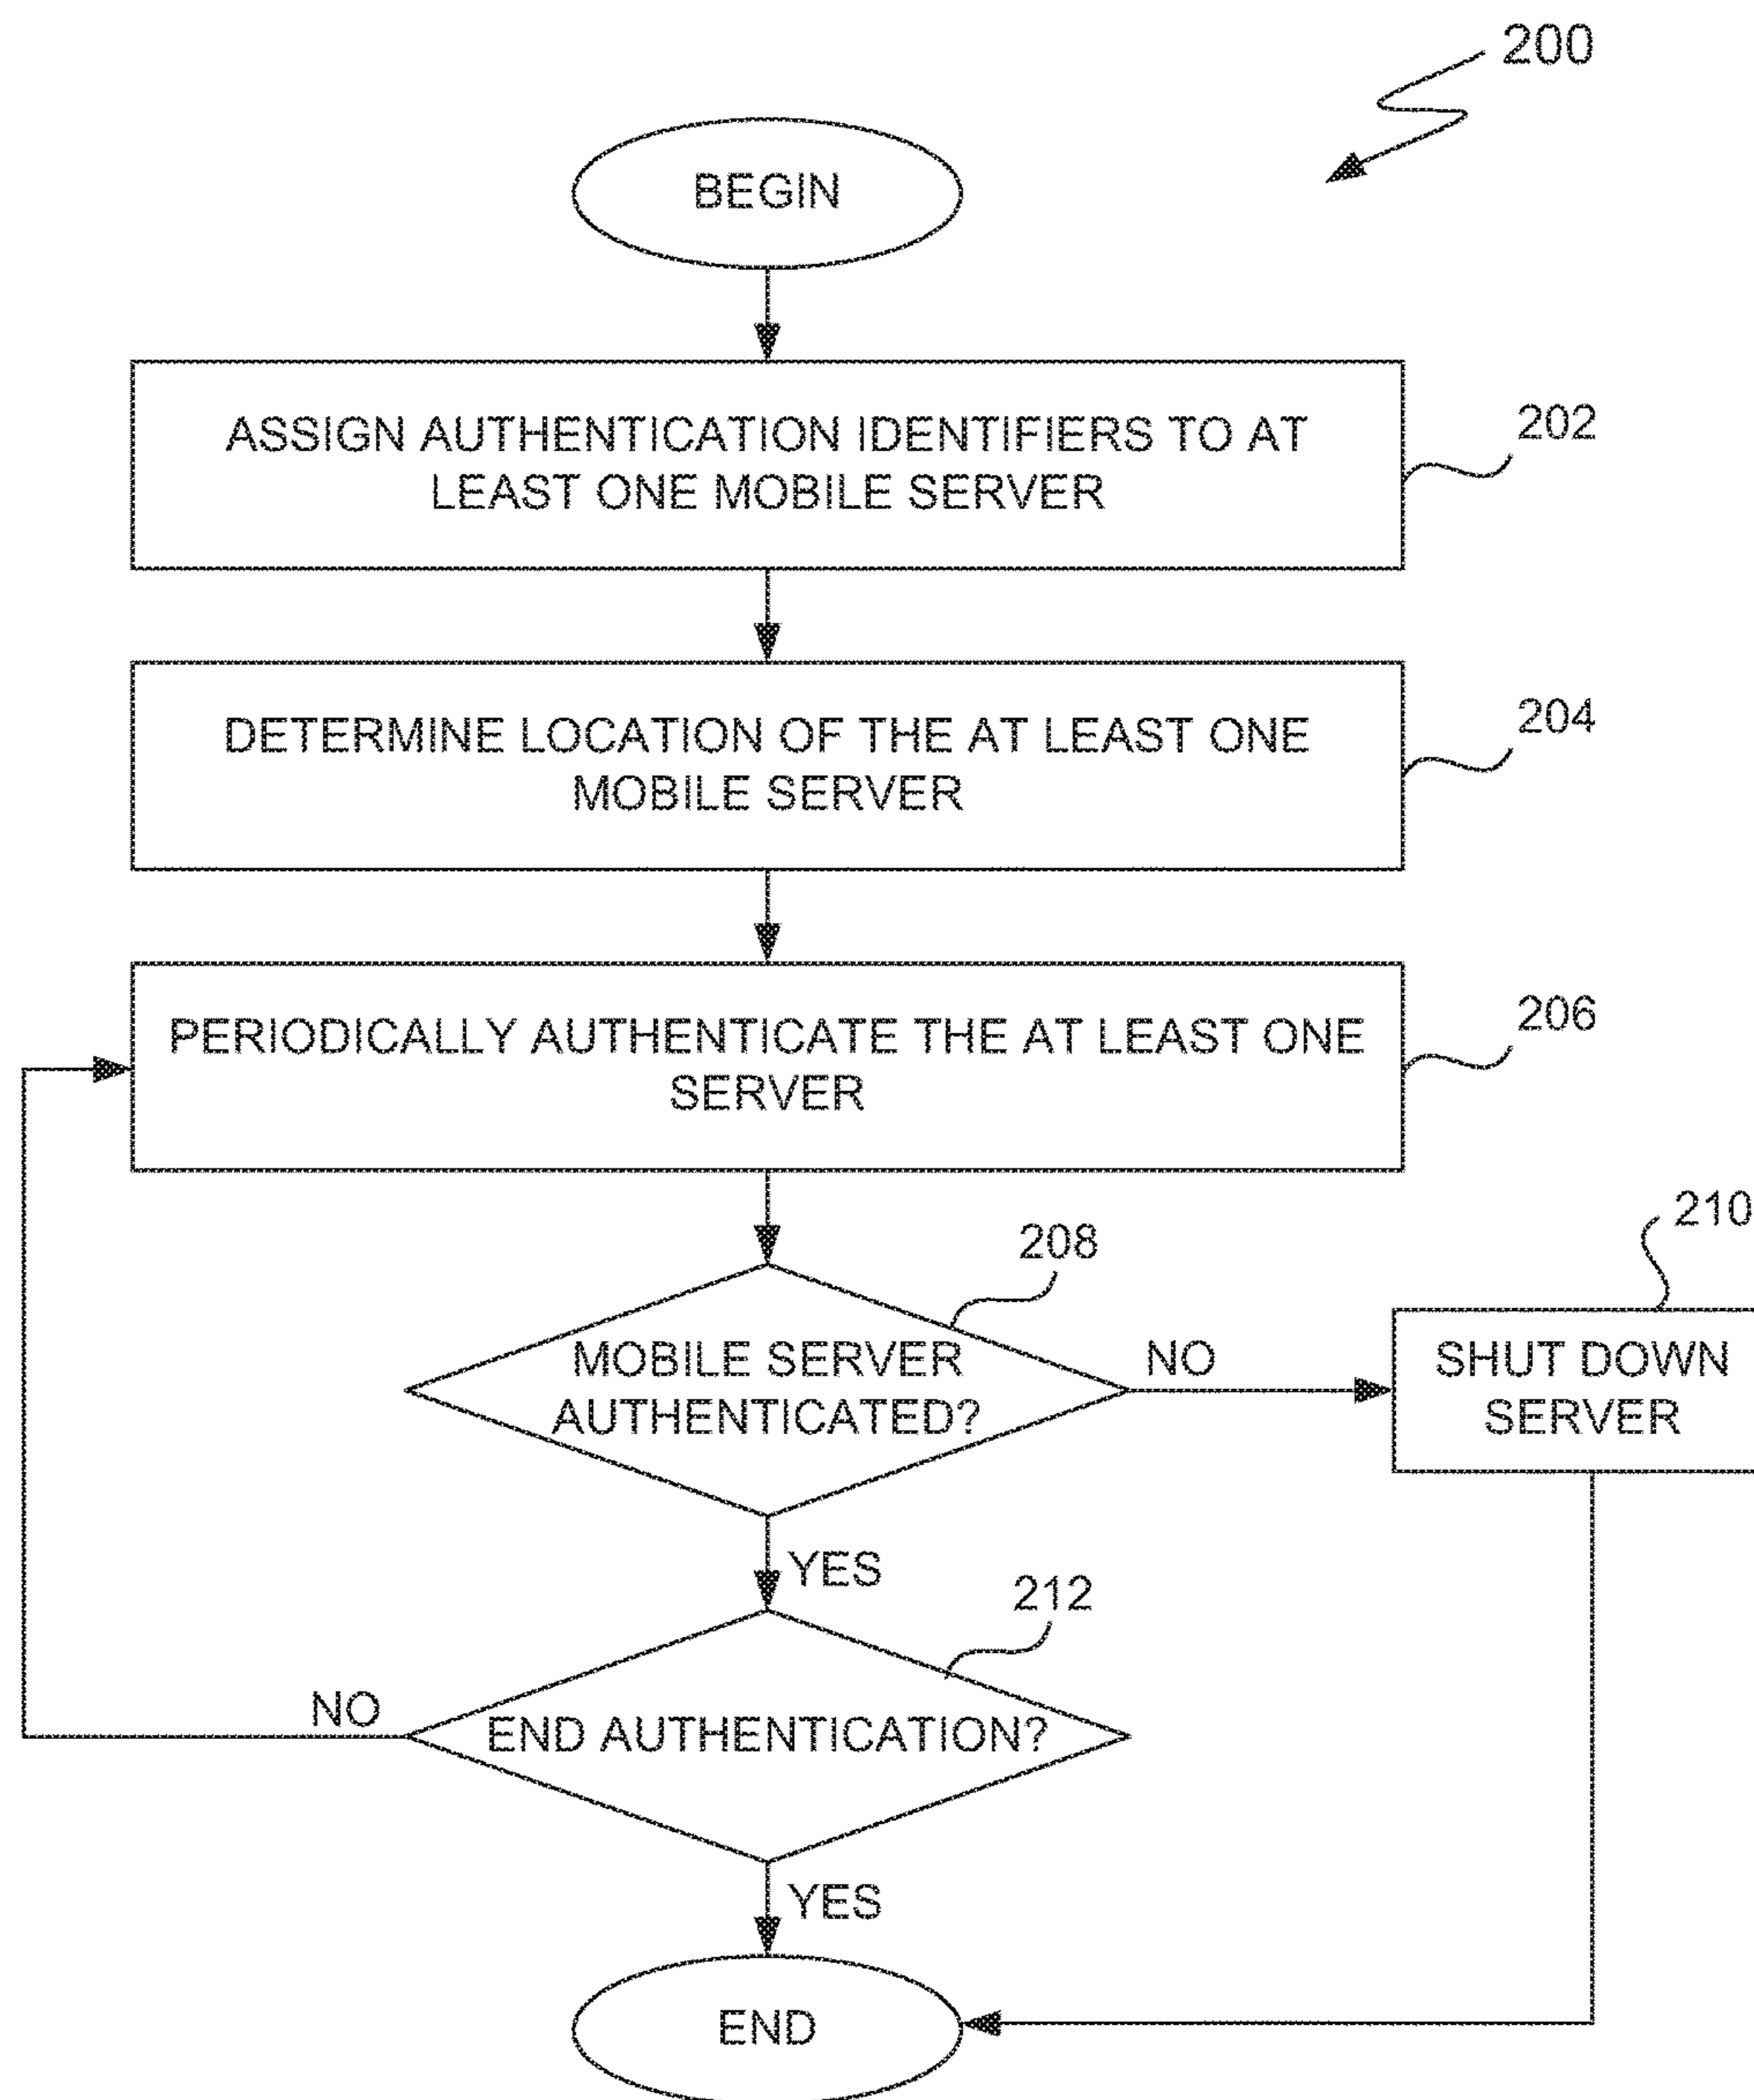 200
BEGIN
ASSIGN AUTHENTICATION IDENTIFIERS TO AT
LEAST ONE MOBILE SERVER
202
DETERMINE LOCATION OF THE AT LEAST ONE
MOBILE SERVER
204
PERIODICALLY AUTHENTICATE THE AT LEAST ONE
SERVER
206
208
MOBILE SERVER
AUTHENTICATED?
NO
210
SHUT DOWN
SERVER
YES
212
END AUTHENTICATION?
NO
YES
END